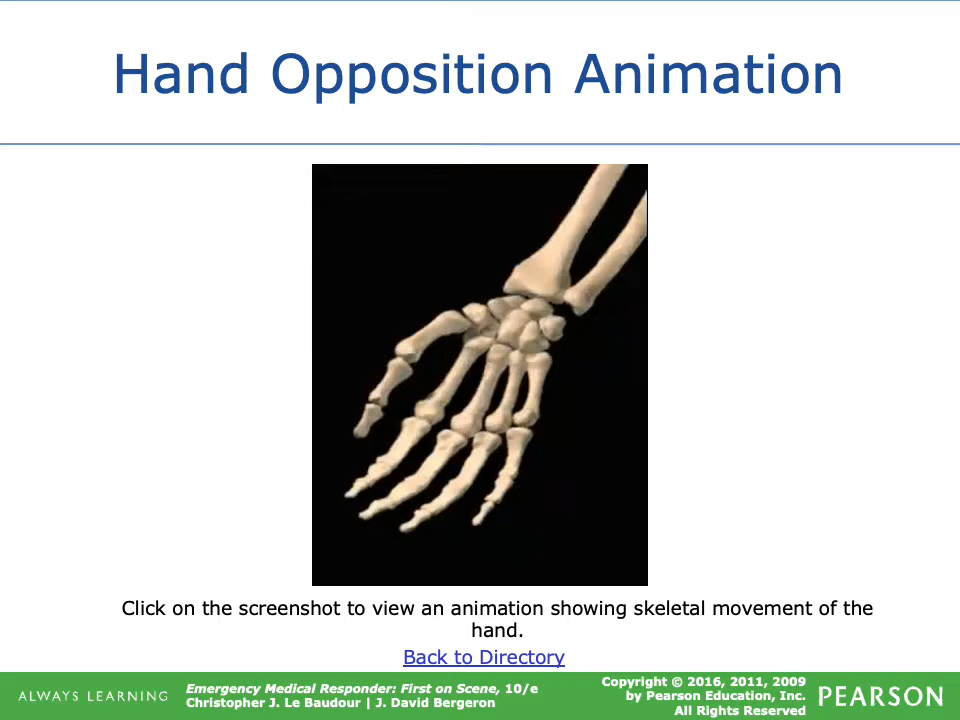 Hand Opposition Animation
Click on the screenshot to view an animation showing skeletal movement of the
hand.
Back to Directory
ALWAYS LEARNING
Emergency Medical Responder: First on Scene, 10/e
Christopher J. Le Baudour | J. David Bergeron
Copyright © 2016, 2011, 2009
by Pearson Education, Inc.
All Rights Reserved
PEARSON